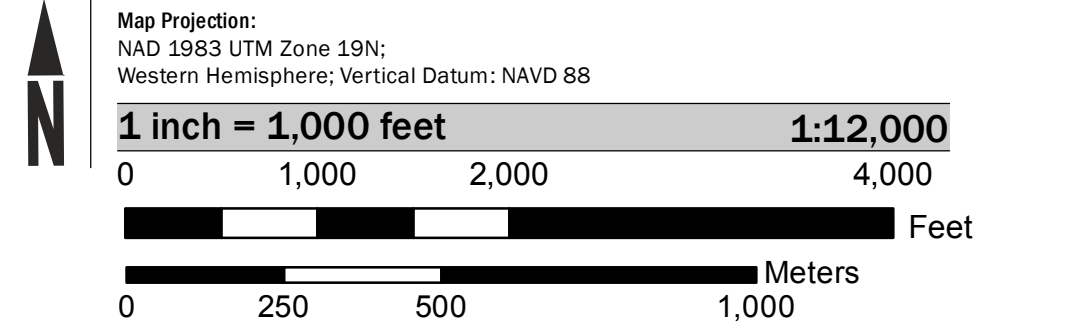 N
Map Projection:
NAD 1983 UTM Zone 19N;
Western Hemisphere; Vertical Datum: NAVD 88
1 inch = 1,000 feet 1:12,000
0 1,000 2,000 4,000
Feet
Meters
0 250 500 1,000